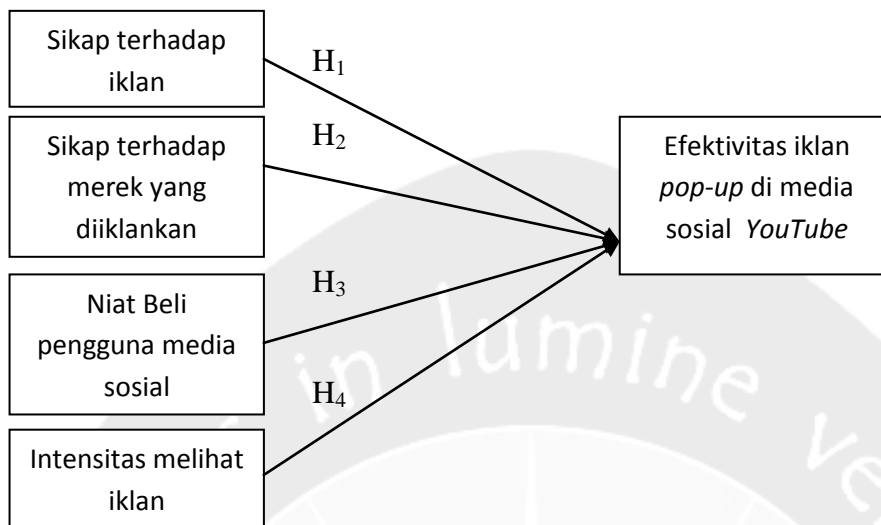 Sikap terhadap
iklan
H₁
Sikap terhadap
merek yang
diiklankan
H₂
Niat Beli
pengguna media
sosial
H₃
Intensitas melihat
iklan
H₄
Efektivitas iklan
pop-up di media
sosial YouTube
in lumine ve